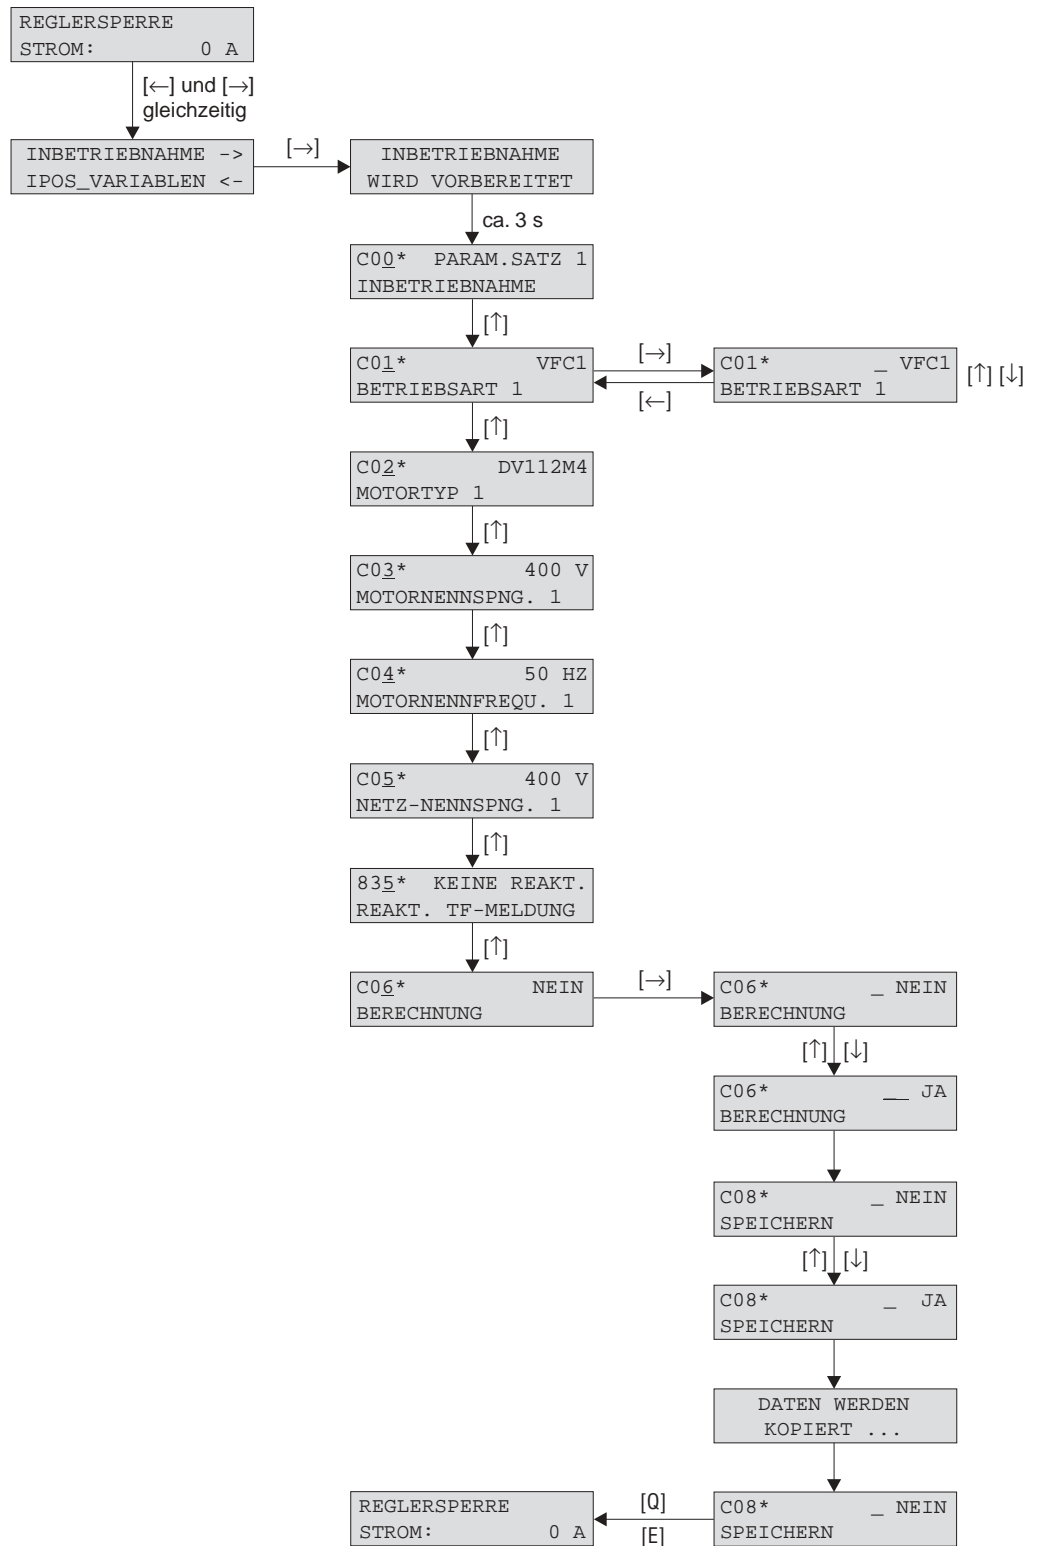 REGLERSPERRE
STROM: 0 A
[←] und [→]
gleichzeitig
INBETRIEBNAHME ->
IPOS_VARIABLEN <-
[→]
INBETRIEBNAHME
WIRD VORBEREITET
ca. 3 s
C00* PARAM.SATZ 1
INBETRIEBNAHME
[↑]
C01* VFC1
BETRIEBSART 1
[→]
[←]
C01* _ VFC1
BETRIEBSART 1
[↑] [↓]
[↑]
C02* DV112M4
MOTORTYP 1
[↑]
C03* 400 V
MOTORNENNSPNG. 1
[↑]
C04* 50 HZ
MOTORNENNFREQU. 1
[↑]
C05* 400 V
NETZ-NENNSPNG. 1
[↑]
835* KEINE REAKT.
REAKT. TF-MELDUNG
[↑]
C06* NEIN
BERECHNUNG
[→]
C06* _ NEIN
BERECHNUNG
[↑] [↓]
C06* __ JA
BERECHNUNG
C08* _ NEIN
SPEICHERN
[↑] [↓]
C08* _ JA
SPEICHERN
DATEN WERDEN
KOPIERT ...
C08* _ NEIN
SPEICHERN
[Q]
[E]
REGLERSPERRE
STROM: 0 A